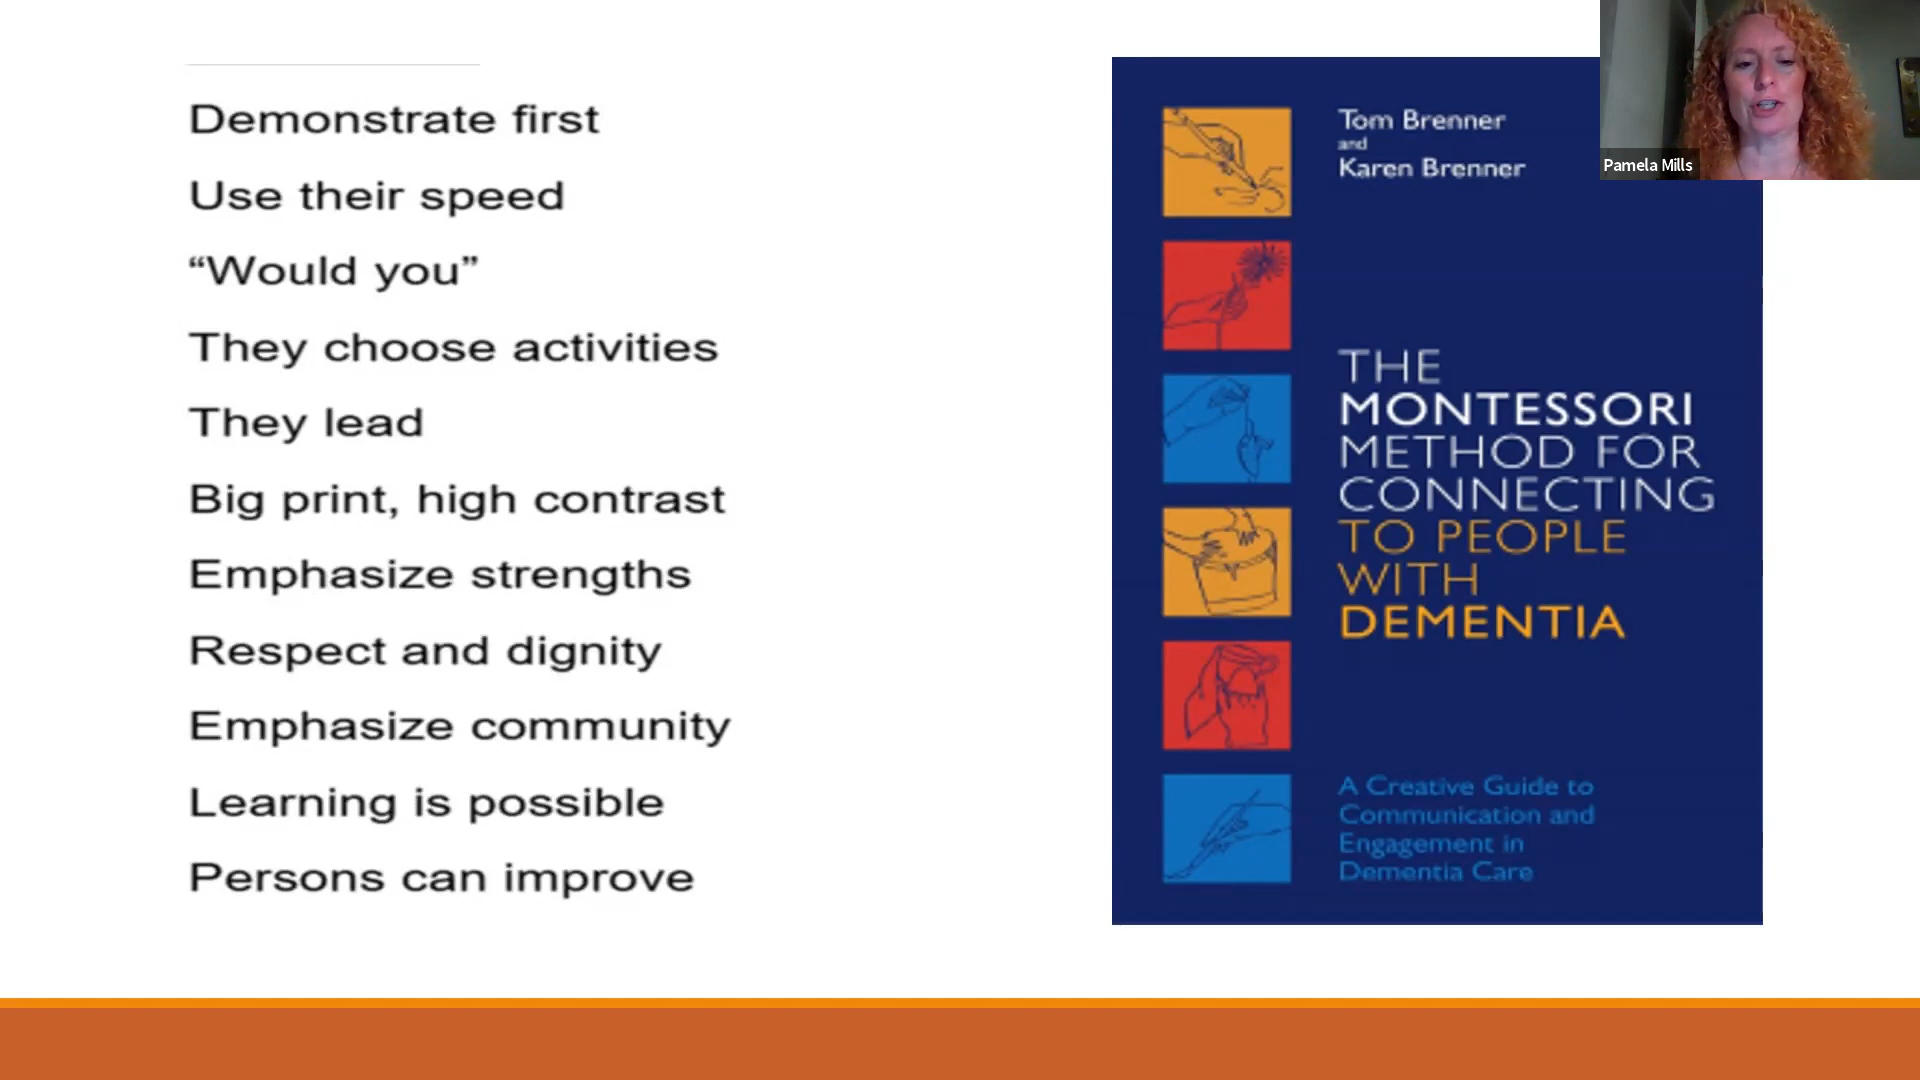 Demonstrate first
Use their speed
“Would you”
They choose activities
They lead
Big print, high contrast
Emphasize strengths
Respect and dignity
Emphasize community
Learning is possible
Persons can improve
Tom Brenner
and
Karen Brenner
THE
MONTESSORI
METHOD FOR
CONNECTING
TO PEOPLE
WITH
DEMENTIA
A Creative Guide to
Communication and
Engagement in
Dementia Care
Pamela Mills